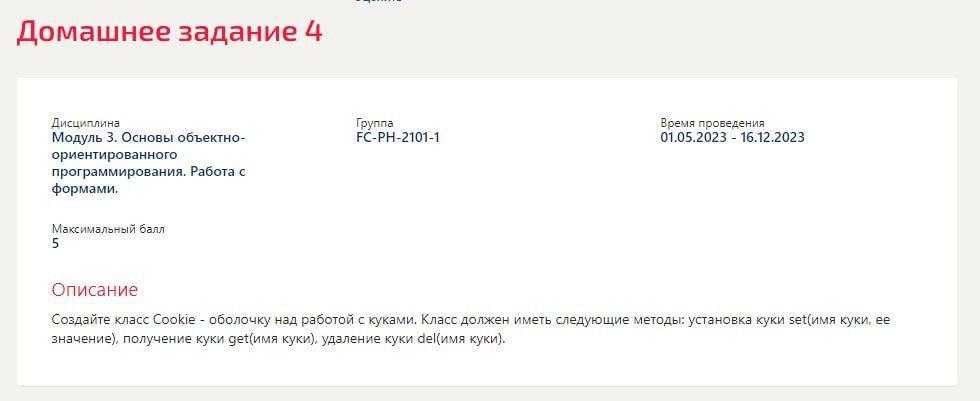 Домашнее задание 4
Дисциплина
Модуль 3. Основы объектно-
ориентированного
программирования. Работа с
формами.
Группа
FC-PH-2101-1
Время проведения
01.05.2023 - 16.12.2023
Максимальный балл
5
Описание
Создайте класс Cookie - оболочку над работой с куками. Класс должен иметь следующие методы: установка куки set(имя куки, ее
значение), получение куки get(имя куки), удаление куки del(имя куки).